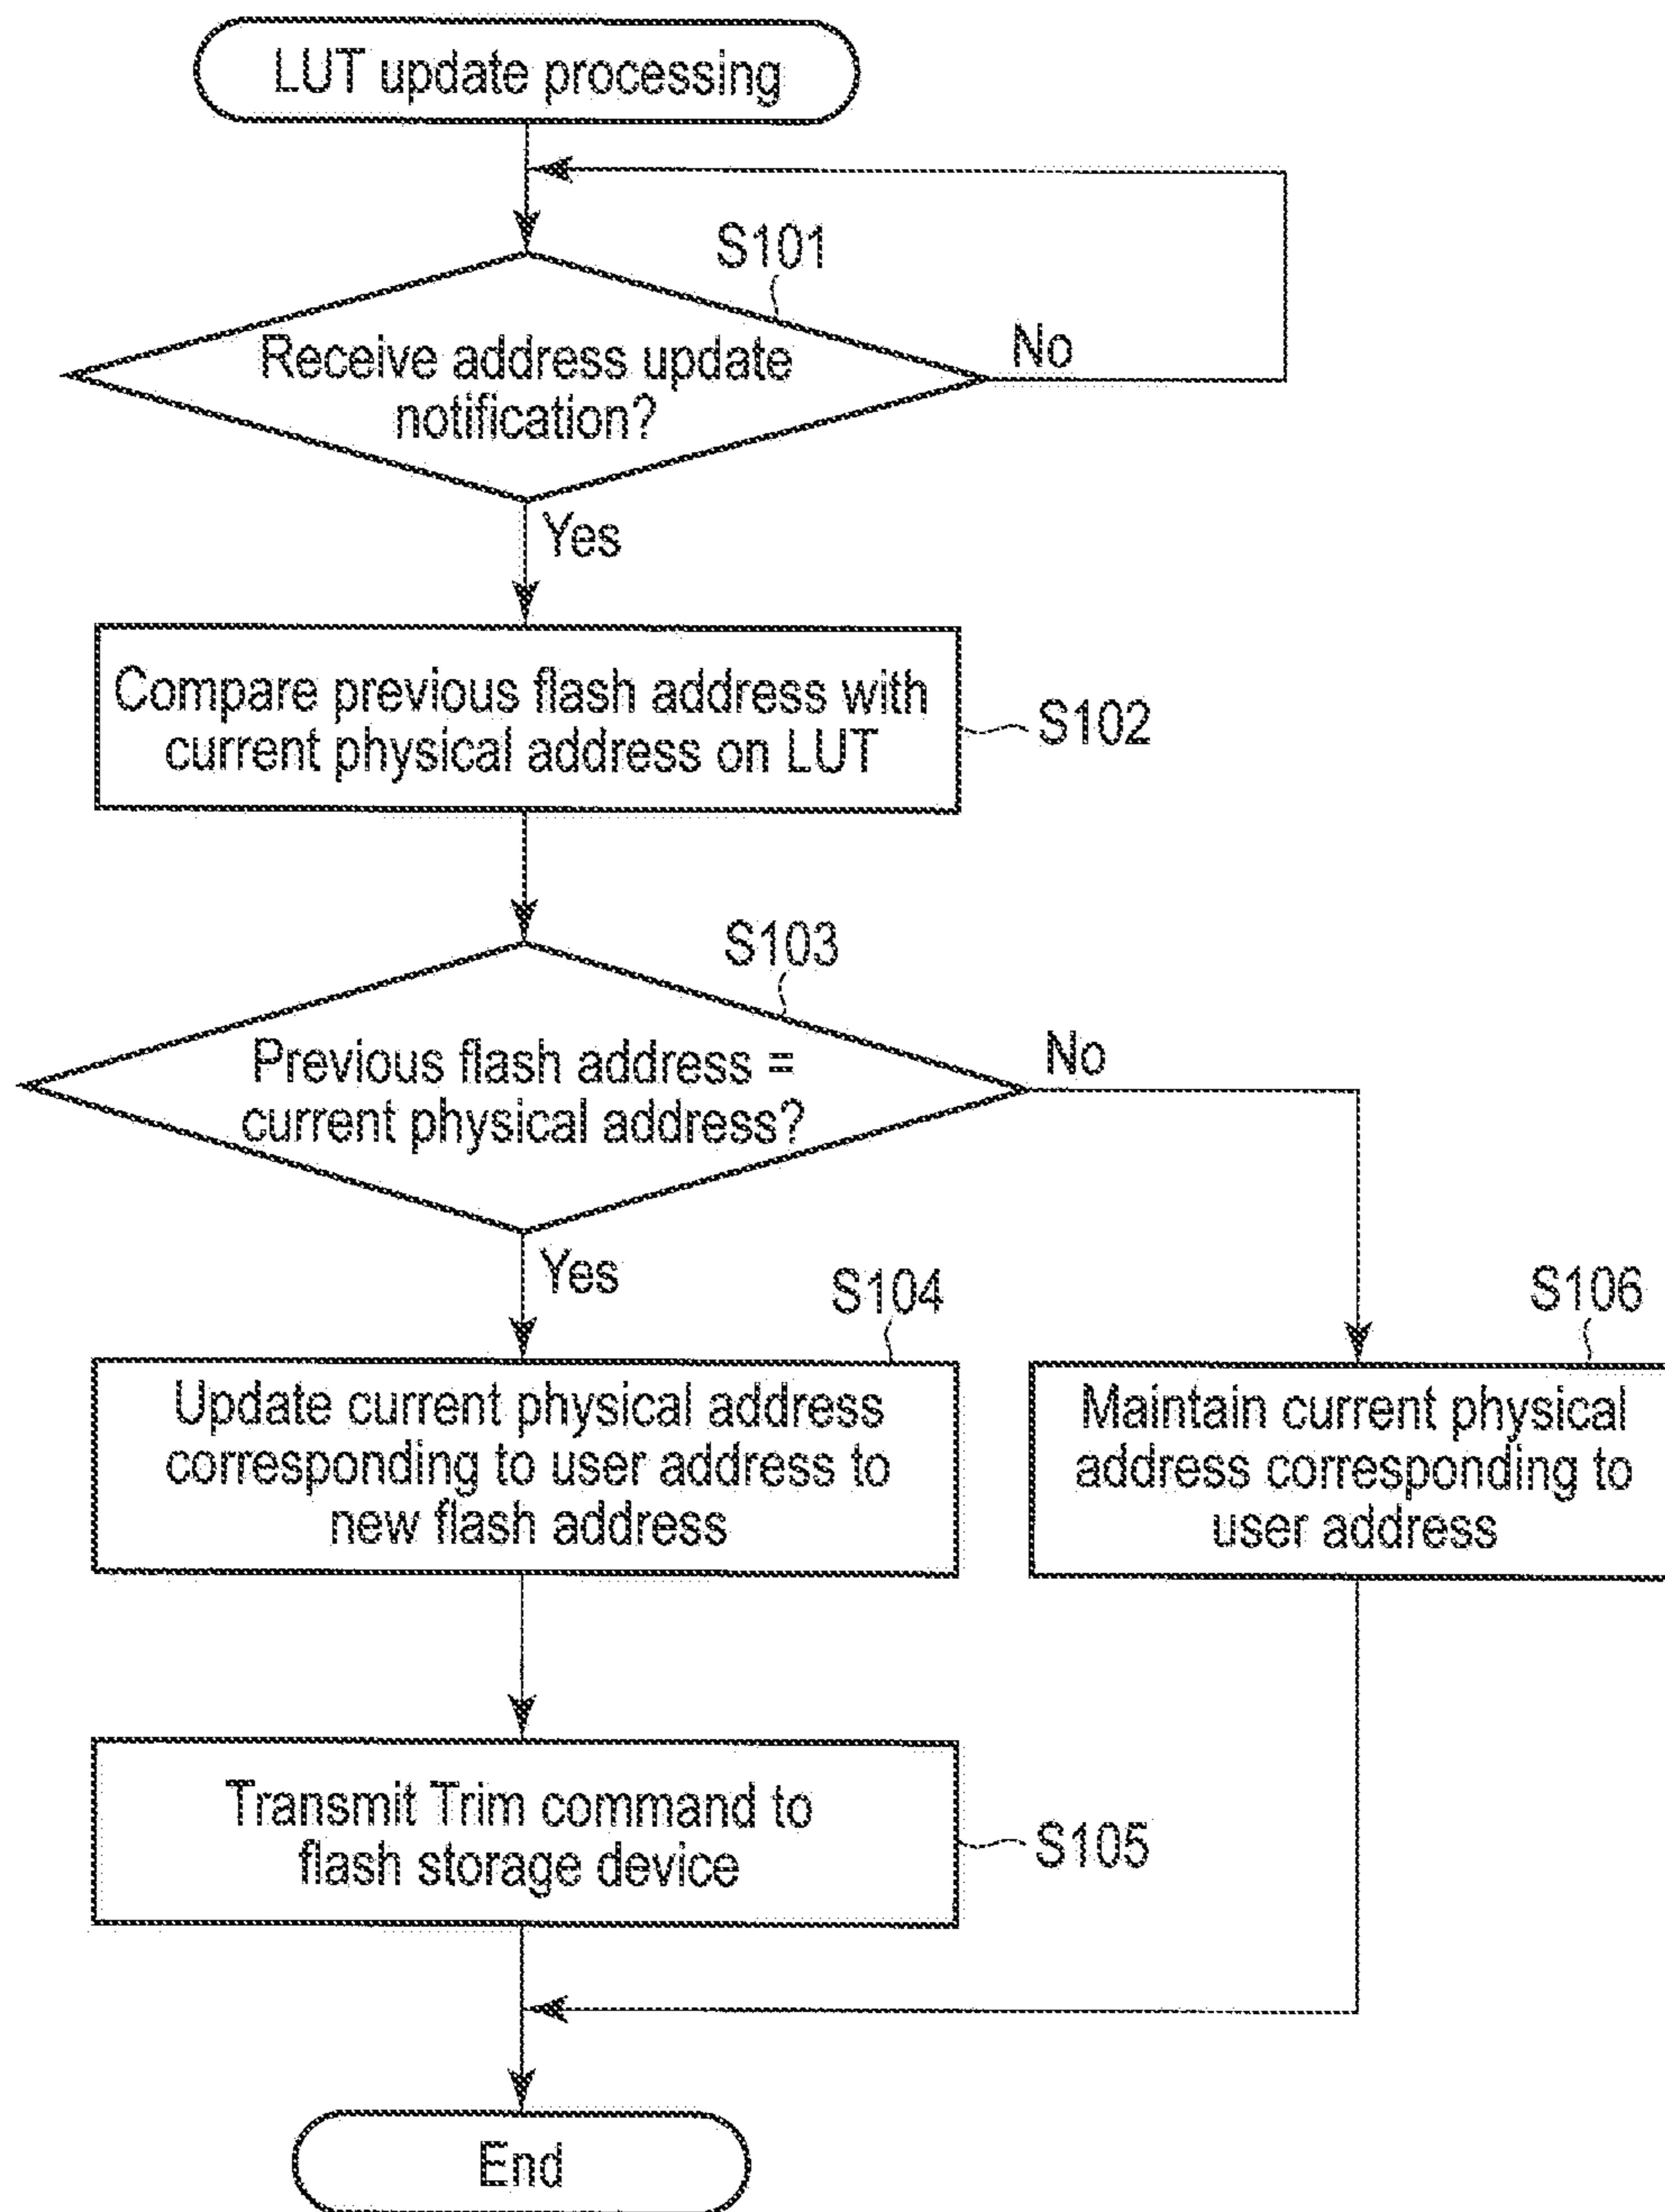 LUT update processing
S101
Receive address update
notification?
No
Yes
Compare previous flash address with
current physical address on LUT
S102
S103
Previous flash address =
current physical address?
No
Yes
S104
Update current physical address
corresponding to user address to
new flash address
S106
Maintain current physical
address corresponding to
user address
Transmit Trim command to
flash storage device
S105
End